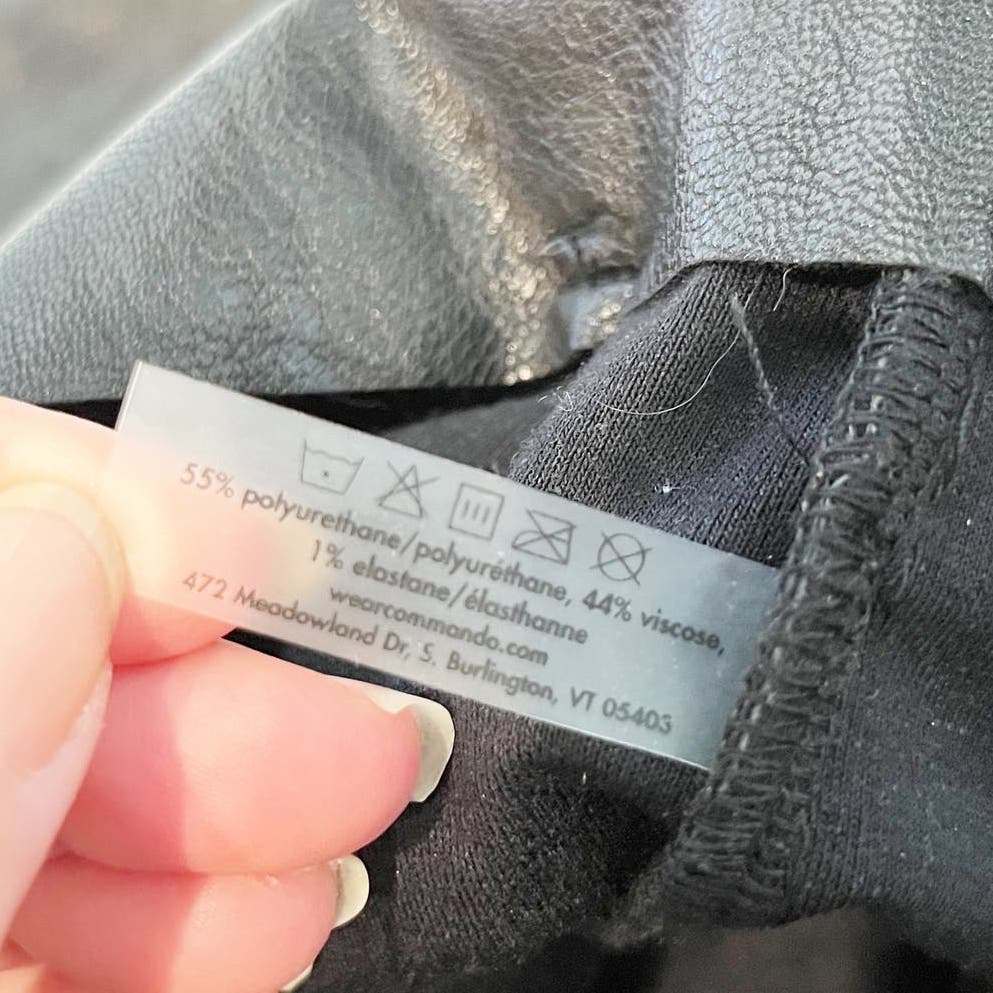 55% polyurethane/polyuréthane, 44% viscose,
1% elastane/élasthanne
wearcommando.com
472 Meadowland Dr, S. Burlington, VT 05403